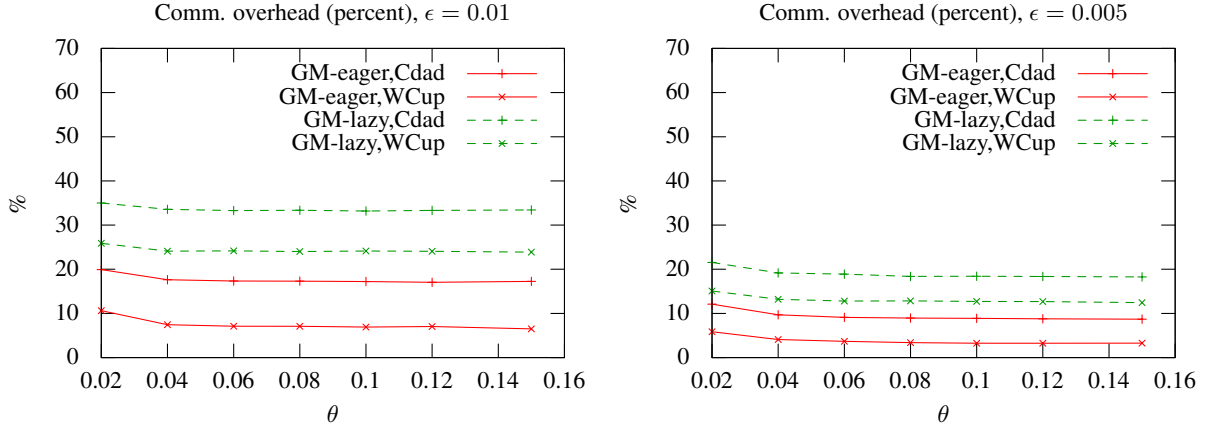 Comm. overhead (percent), ϵ = 0.01
70
60
50
40
30
20
10
0
%
GM-eager,Cdad
GM-eager,WCup
GM-lazy,Cdad
GM-lazy,WCup
0.02 0.04 0.06 0.08 0.1 0.12 0.14 0.16
θ
Comm. overhead (percent), ϵ = 0.005
70
60
50
40
30
20
10
0
%
GM-eager,Cdad
GM-eager,WCup
GM-lazy,Cdad
GM-lazy,WCup
0.02 0.04 0.06 0.08 0.1 0.12 0.14 0.16
θ